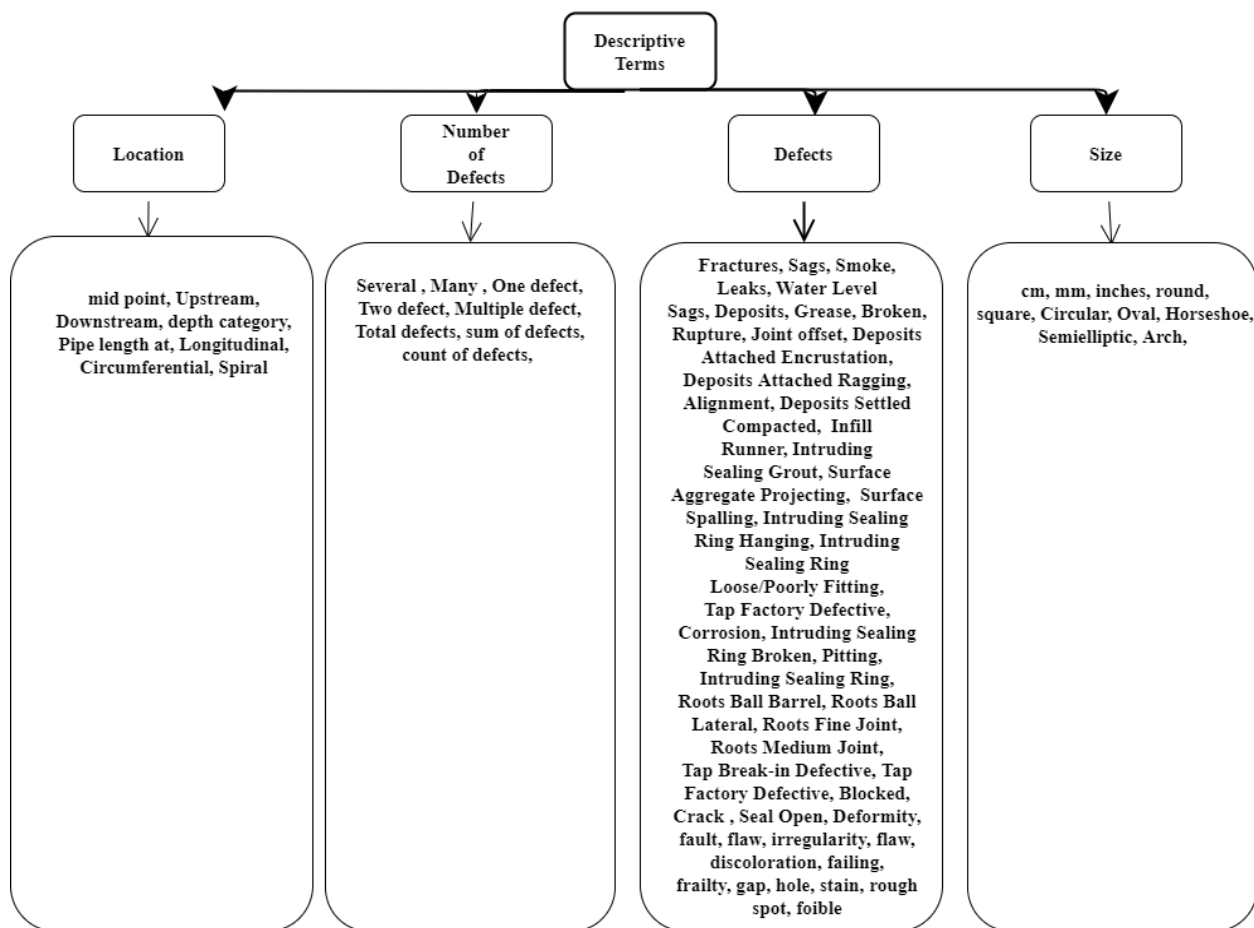 Descriptive
Terms
Location
Number
of
Defects
Defects
Size
mid point, Upstream,
Downstream, depth category,
Pipe length at, Longitudinal,
Circumferential, Spiral
Several , Many , One defect,
Two defect, Multiple defect,
Total defects, sum of defects,
count of defects,
Fractures, Sags, Smoke,
Leaks, Water Level
Sags, Deposits, Grease, Broken,
Rupture, Joint offset, Deposits
Attached Encrustation,
Deposits Attached Ragging,
Alignment, Deposits Settled
Compacted, Infill
Runner, Intruding
Sealing Grout, Surface
Aggregate Projecting, Surface
Spalling, Intruding Sealing
Ring Hanging, Intruding
Sealing Ring
Loose/Poorly Fitting,
Tap Factory Defective,
Corrosion, Intruding Sealing
Ring Broken, Pitting,
Intruding Sealing Ring,
Roots Ball Barrel, Roots Ball
Lateral, Roots Fine Joint,
Roots Medium Joint,
Tap Break-in Defective, Tap
Factory Defective, Blocked,
Crack , Seal Open, Deformity,
fault, flaw, irregularity, flaw,
discoloration, failing,
frailty, gap, hole, stain, rough
spot, foible
cm, mm, inches, round,
square, Circular, Oval, Horseshoe,
Semielliptic, Arch,